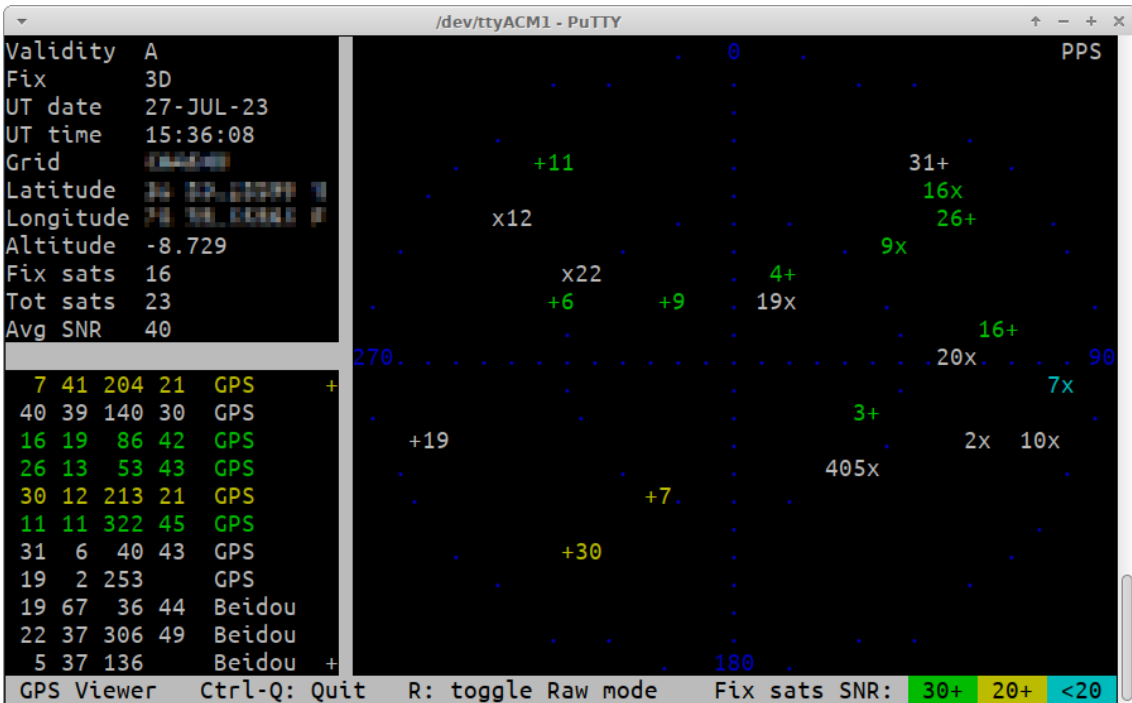 /dev/ttyACM1 - PuTTY
Validity A
Fix 3D
UT date 27-JUL-23
UT time 15:36:08
Grid
Latitude
Longitude
Altitude -8.729
Fix sats 16
Tot sats 23
Avg SNR 40
7 41 204 21 GPS +
40 39 140 30 GPS
16 19 86 42 GPS
26 13 53 43 GPS
30 12 213 21 GPS
11 11 322 45 GPS
31 6 40 43 GPS
19 2 253 GPS
19 67 36 44 Beidou
22 37 306 49 Beidou
5 37 136 Beidou +
0 PPS
+11 31+
16x
x12 26+
9x
x22 4+
+6 +9 19x
16+
270 20x 90
7x
3+
+19 2x 10x
405x
+7
+30
180
GPS Viewer Ctrl-Q: Quit R: toggle Raw mode Fix sats SNR: 30+ 20+ <20